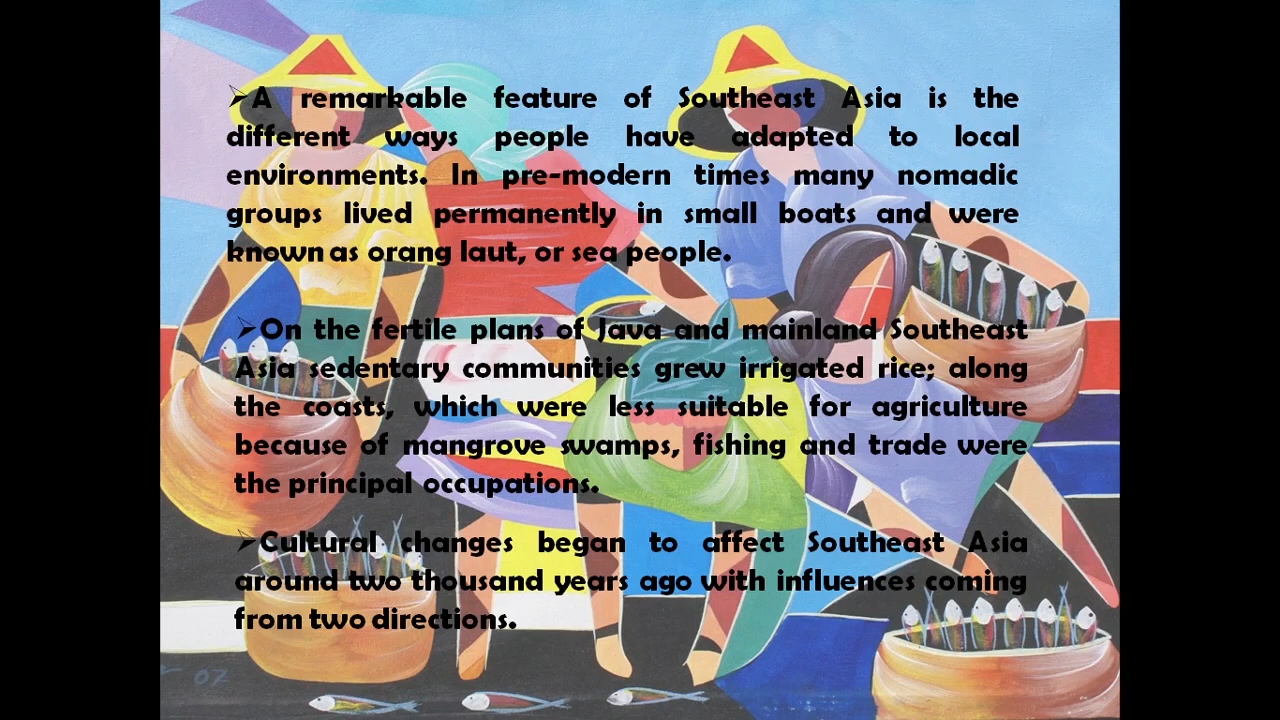 ➢A remarkable feature of Southeast Asia is the
different ways people have adapted to local
environments. In pre-modern times many nomadic
groups lived permanently in small boats and were
known as orang laut, or sea people.
➢On the fertile plans of Java and mainland Southeast
Asia sedentary communities grew irrigated rice; along
the coasts, which were less suitable for agriculture
because of mangrove swamps, fishing and trade were
the principal occupations.
➢Cultural changes began to affect Southeast Asia
around two thousand years ago with influences coming
from two directions.
07